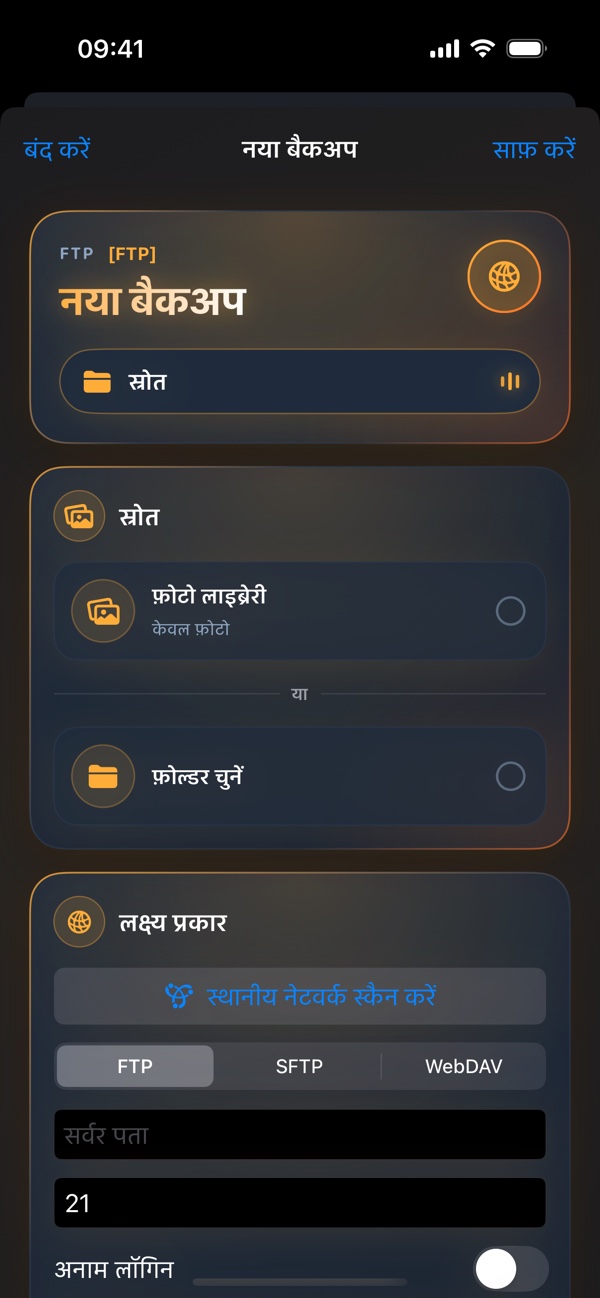 09:41
बंद करें
नया बैकअप
साफ़ करें
FTP [FTP]
नया बैकअप
स्रोत
स्रोत
फ़ोटो लाइब्रेरी
केवल फ़ोटो
या
फ़ोल्डर चुनें
लक्ष्य प्रकार
स्थानीय नेटवर्क स्कैन करें
FTP SFTP WebDAV
सर्वर पता
21
अनाम लॉगिन